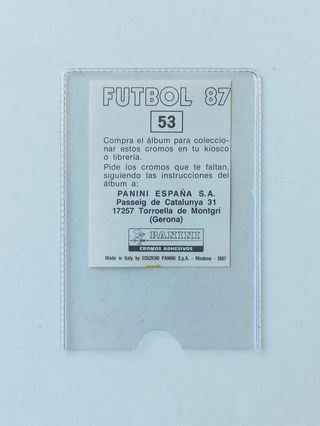 FUTBOL 87
53
Compra el álbum para coleccio-
nar estos cromos en tu kiosco
o librería.
Pide los cromos que te faltan,
siguiendo las instrucciones del
álbum a:
PANINI ESPAÑA S.A.
Passeig de Catalunya 31
17257 Torroella de Montgrí
(Gerona)
PANINI
CROMOS ADHESIVOS
Made in Italy by EDIZIONI PANINI S.p.A. - Modena - 1987